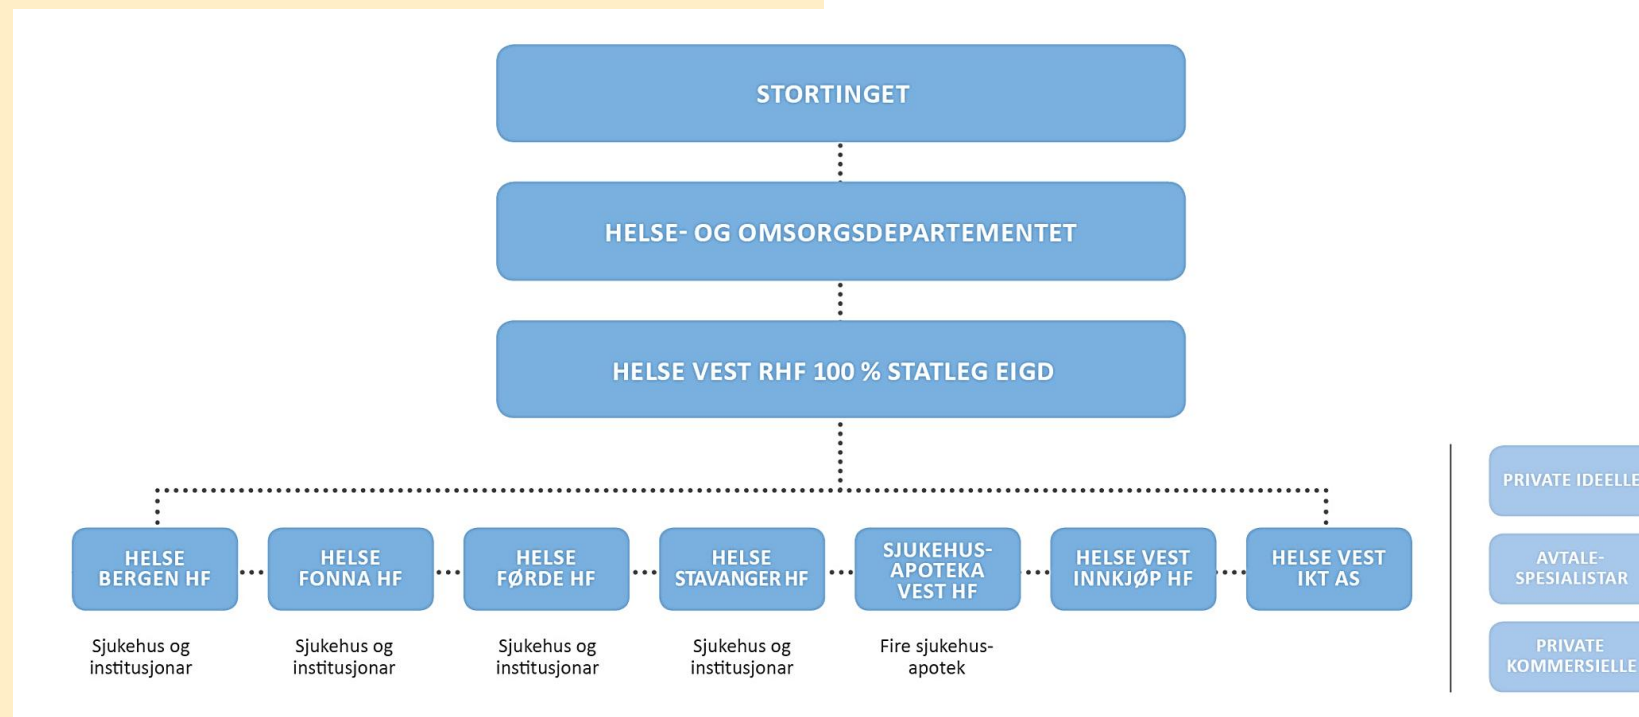 STORTINGET
HELSE- OG OMSORGSDEPARTEMENTET
HELSE VEST RHF 100 % STATLEG EIGD
HELSE
BERGEN HF
HELSE
FONNA HF
HELSE
FØRDE HF
HELSE
STAVANGER HF
SJUKEHUS-
APOTEKA
VEST HF
HELSE VEST
INNKJØP HF
HELSE VEST
IKT AS
Sjukehus og
institusjonar
Sjukehus og
institusjonar
Sjukehus og
institusjonar
Sjukehus og
institusjonar
Fire sjukehus-
apotek
PRIVATE IDEELLE
AVTALE-
SPESIALISTAR
PRIVATE
KOMMERSIELLE